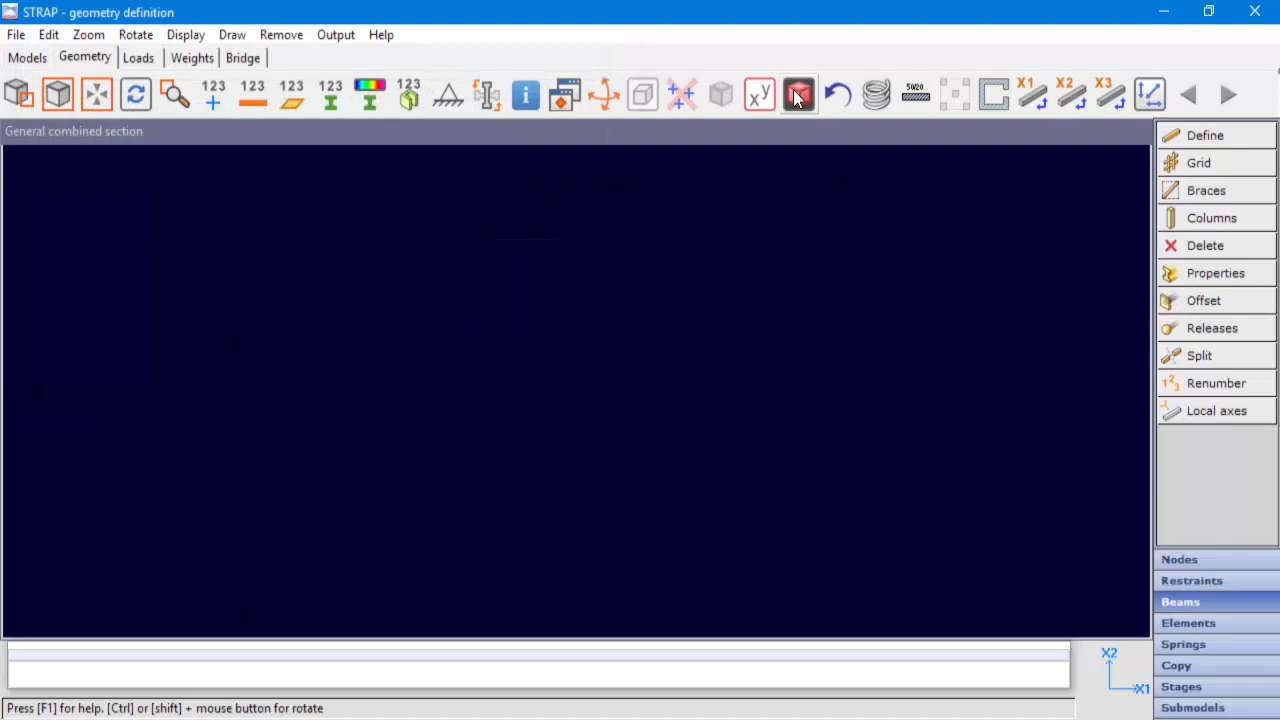 STRAP - geometry definition
File Edit Zoom Rotate Display Draw Remove Output Help
Models Geometry Loads Weights Bridge
123 123 123 123 123 i x y 50/20 X1 X2 X3
General combined section
Define
Grid
Braces
Columns
Delete
Properties
Offset
Releases
Split
Renumber
Local axes
Nodes
Restraints
Beams
Elements
Springs
Copy
Stages
Submodels
X2
X1
Press [F1] for help. [Ctrl] or [shift] + mouse button for rotate